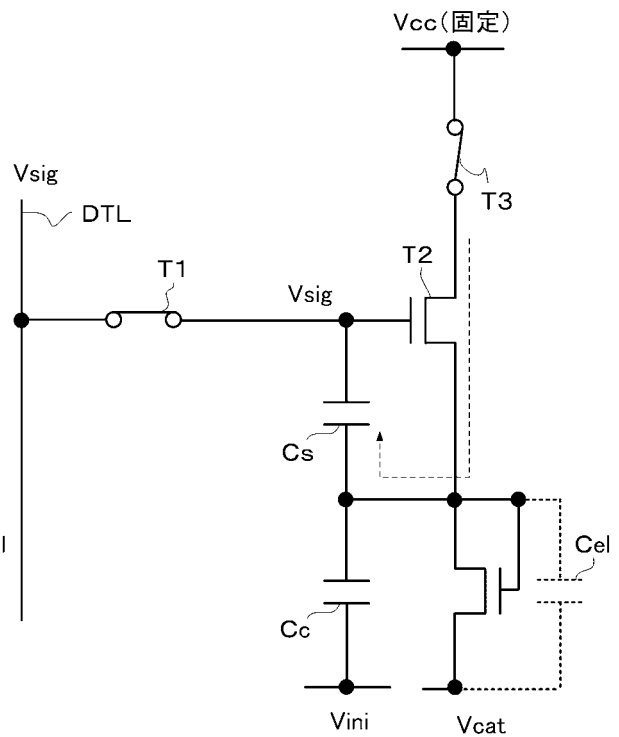 Vcc(固定)
T3
Vsig
DTL
T1
Vsig
T2
Cs
l
Cel
Cc
Vini
Vcat